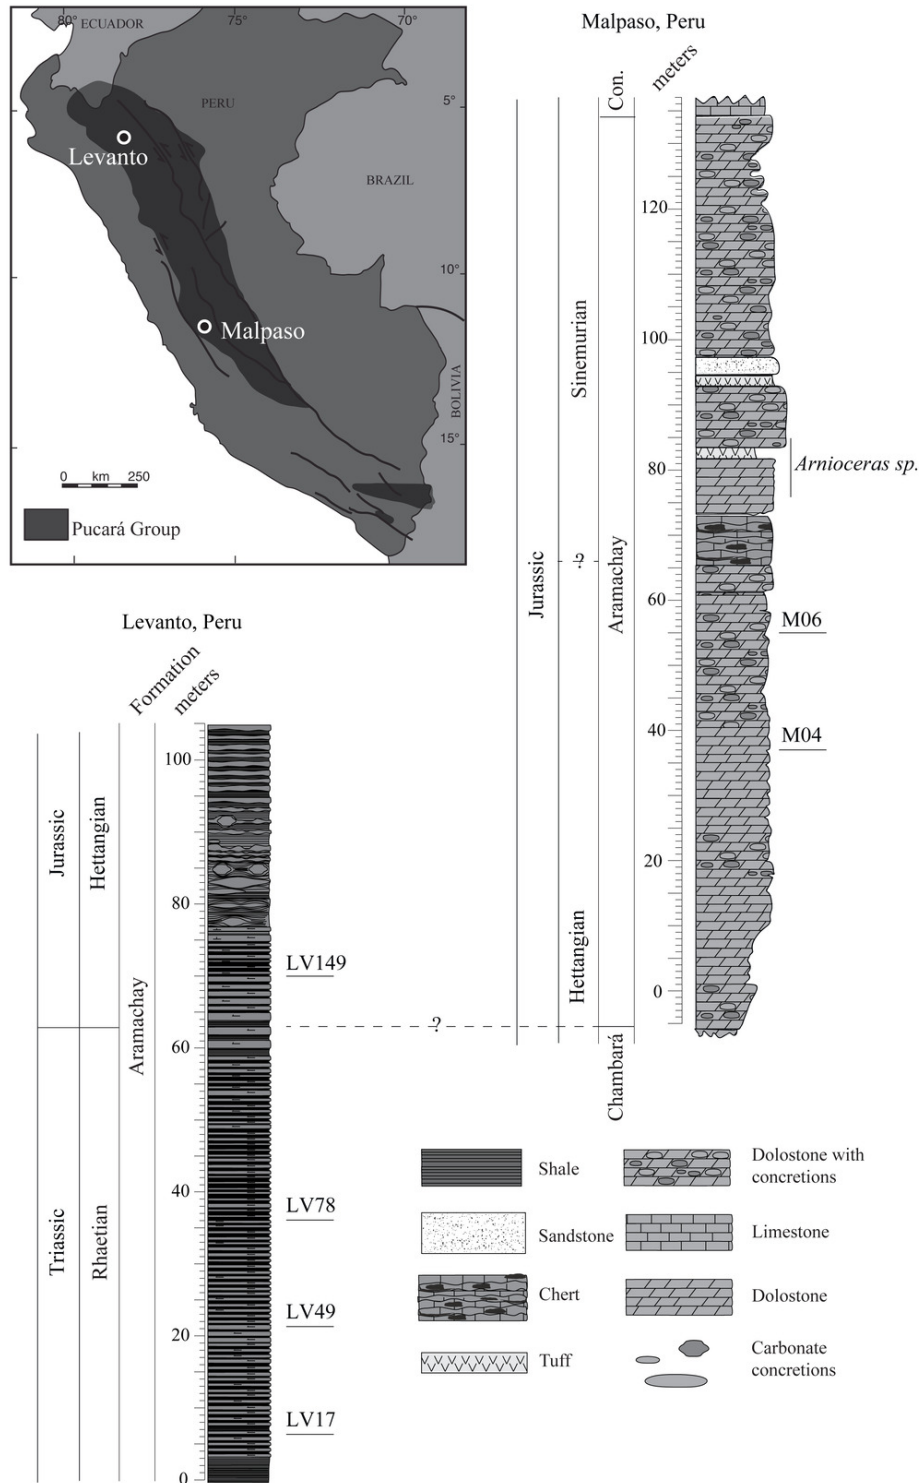 80°
75°
70°
ECUADOR
PERU
5°
Levanto
BRAZIL
10°
Malpaso
BOLIVIA
15°
0 km 250
Pucará Group
Malpaso, Peru
meters
Con.
Sinemurian
Jurassic
?
Aramachay
Hettangian
Chambará
120
100
80
60
40
20
0
Arnioceras sp.
M06
M04
Levanto, Peru
Formation
meters
Jurassic
Hettangian
Triassic
Rhaetian
Aramachay
100
80
60
40
20
0
LV149
?
LV78
LV49
LV17
Shale
Sandstone
Chert
Tuff
Dolostone with
concretions
Limestone
Dolostone
Carbonate
concretions